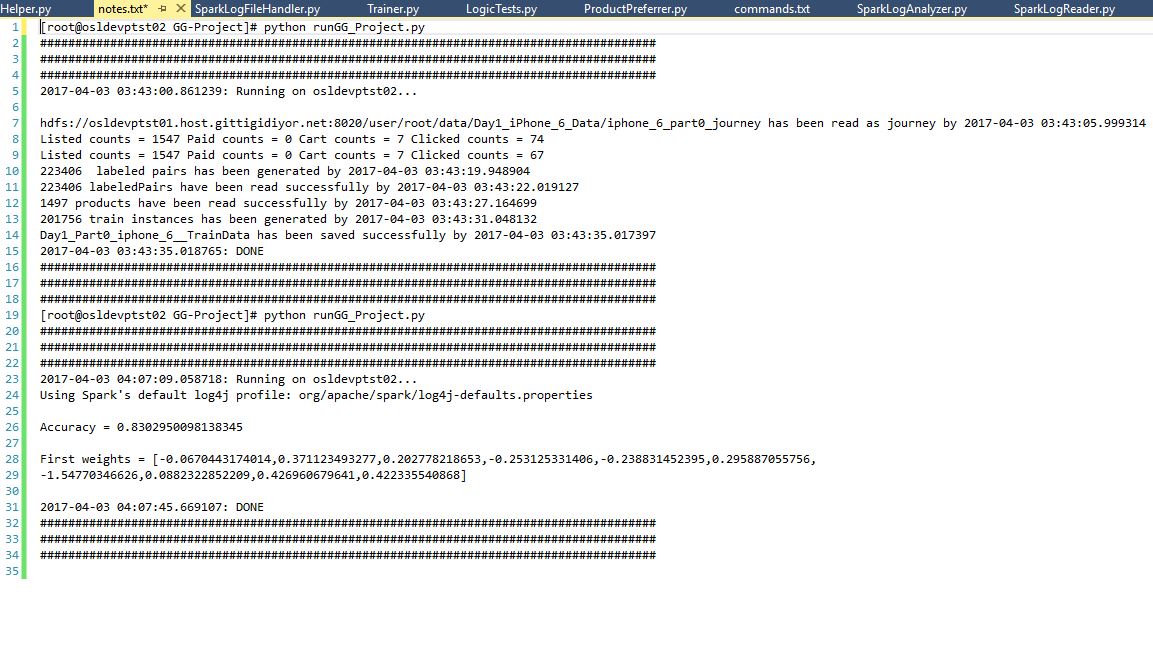 Helper.py notes.txt* SparkLogFileHandler.py Trainer.py LogicTests.py ProductPreferrer.py commands.txt SparkLogAnalyzer.py SparkLogReader.py
1 [root@osldevptst02 GG-Project]# python runGG_Project.py
2 ########################################################################################
3 ########################################################################################
4 ########################################################################################
5 2017-04-03 03:43:00.861239: Running on osldevptst02...
6
7 hdfs://osldevptst01.host.gittigidiyor.net:8020/user/root/data/Day1_iPhone_6_Data/iphone_6_part0_journey has been read as journey by 2017-04-03 03:43:05.999314
8 Listed counts = 1547 Paid counts = 0 Cart counts = 7 Clicked counts = 74
9 Listed counts = 1547 Paid counts = 0 Cart counts = 7 Clicked counts = 67
10 223406  labeled pairs has been generated by 2017-04-03 03:43:19.948904
11 223406 labeledPairs have been read successfully by 2017-04-03 03:43:22.019127
12 1497 products have been read successfully by 2017-04-03 03:43:27.164699
13 201756 train instances has been generated by 2017-04-03 03:43:31.048132
14 Day1_Part0_iphone_6__TrainData has been saved successfully by 2017-04-03 03:43:35.017397
15 2017-04-03 03:43:35.018765: DONE
16 ########################################################################################
17 ########################################################################################
18 ########################################################################################
19 [root@osldevptst02 GG-Project]# python runGG_Project.py
20 ########################################################################################
21 ########################################################################################
22 ########################################################################################
23 2017-04-03 04:07:09.058718: Running on osldevptst02...
24 Using Spark's default log4j profile: org/apache/spark/log4j-defaults.properties
25
26 Accuracy = 0.8302950098138345
27
28 First weights = [-0.0670443174014,0.371123493277,0.202778218653,-0.253125331406,-0.238831452395,0.295887055756,
29 -1.54770346626,0.0882322852209,0.426960679641,0.422335540868]
30
31 2017-04-03 04:07:45.669107: DONE
32 ########################################################################################
33 ########################################################################################
34 ########################################################################################
35